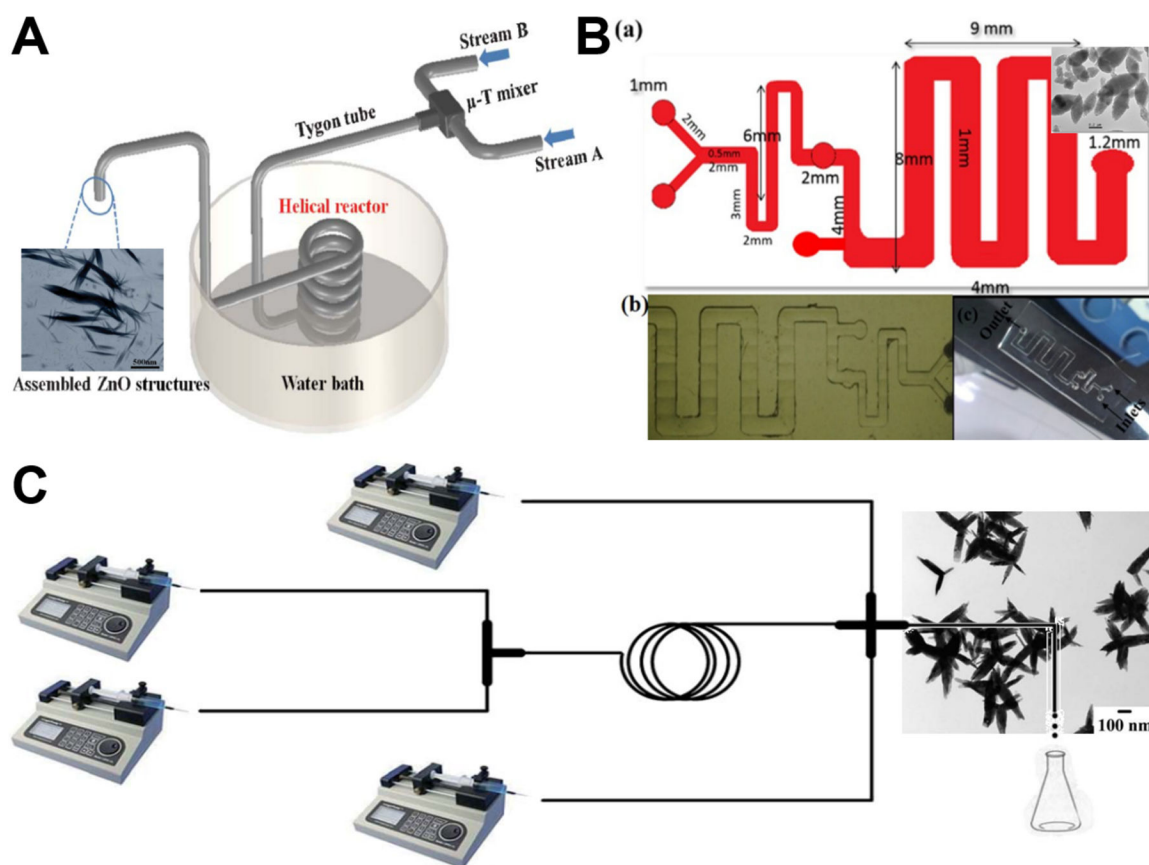 A
Stream B
μ-T mixer
Tygon tube
Stream A
Helical reactor
500nm
Assembled ZnO structures
Water bath
B
(a)
9 mm
1mm
2mm
0.5mm
2mm
6mm
3mm
2mm
2mm
4mm
8mm
1mm
1.2mm
4mm
(b)
(c)
Outlet
Inlets
C
100 nm